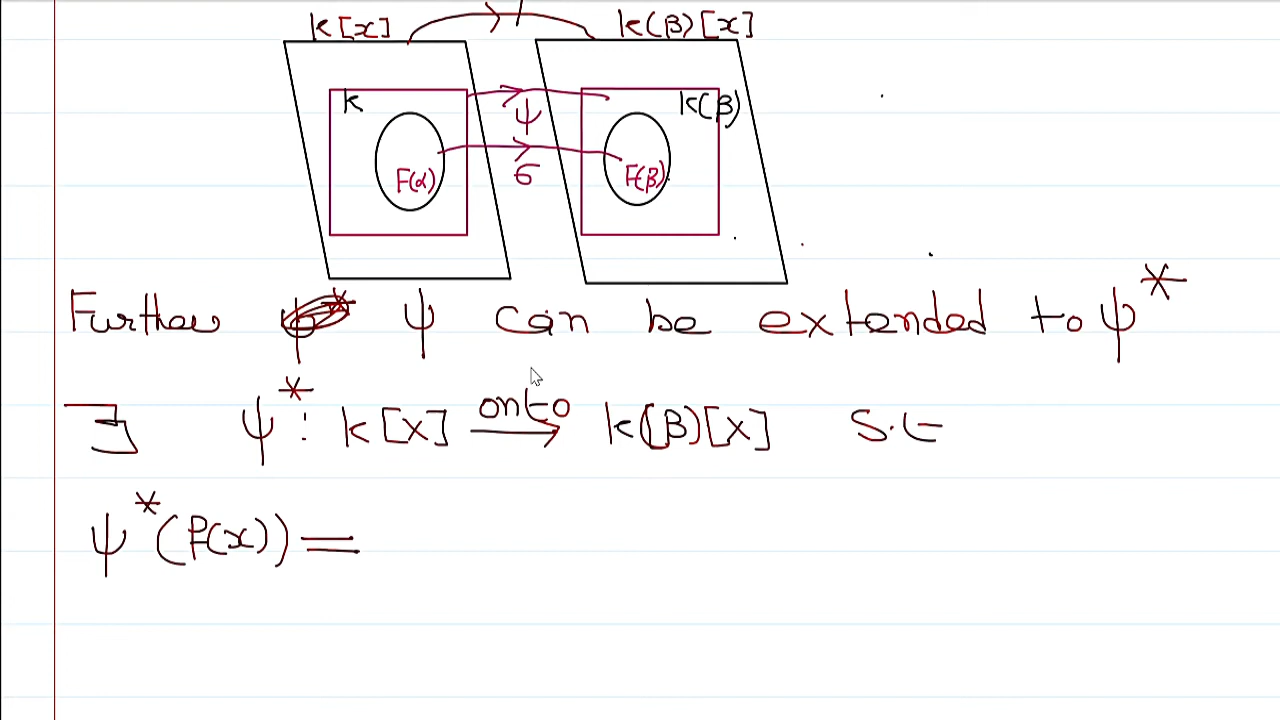 k[x] k(β)[x]
k ψ k(β)
F(α) σ F(β)
Further ψ can be extended to ψ*
∃ ψ* : k[x] onto → k(β)[x] s.t
ψ*(f(x)) =